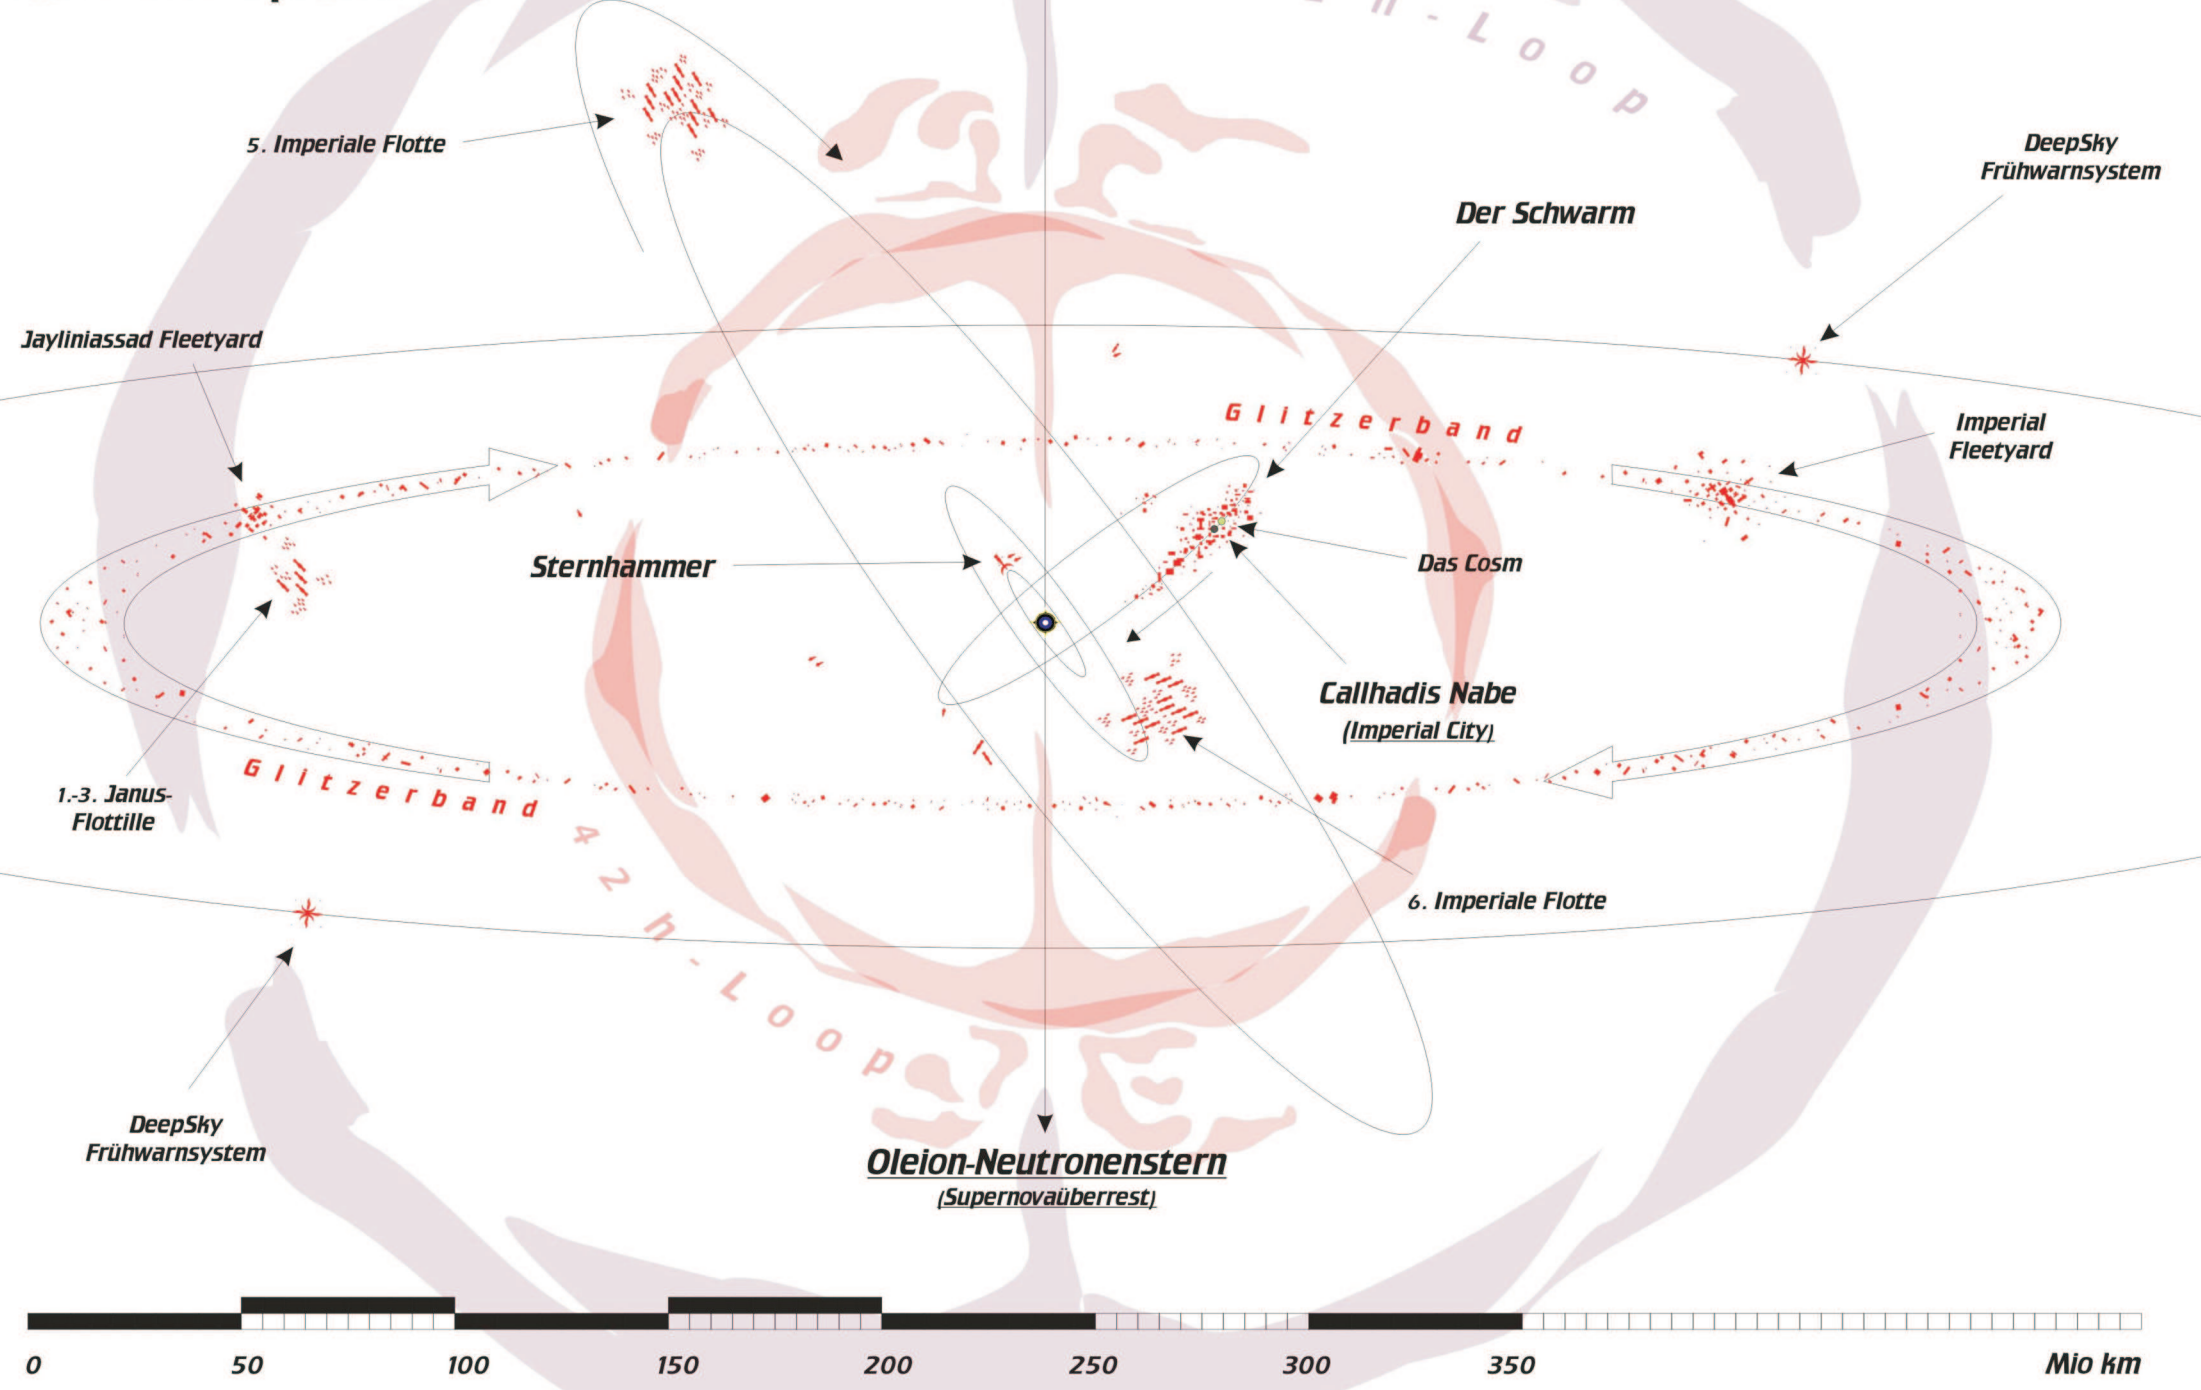 h-Loop
5. Imperiale Flotte
DeepSky
Frühwarnsystem
Der Schwarm
Jayliniassad Fleetyard
Glitzerband
Imperial
Fleetyard
Sternhammer
Das Cosm
Callhadis Nabe
(Imperial City)
Glitzerband
1.-3. Janus-
Flottille
42 h-Loop
6. Imperiale Flotte
DeepSky
Frühwarnsystem
Oleion-Neutronenstern
(Supernovaüberrest)
0 50 100 150 200 250 300 350 Mio km